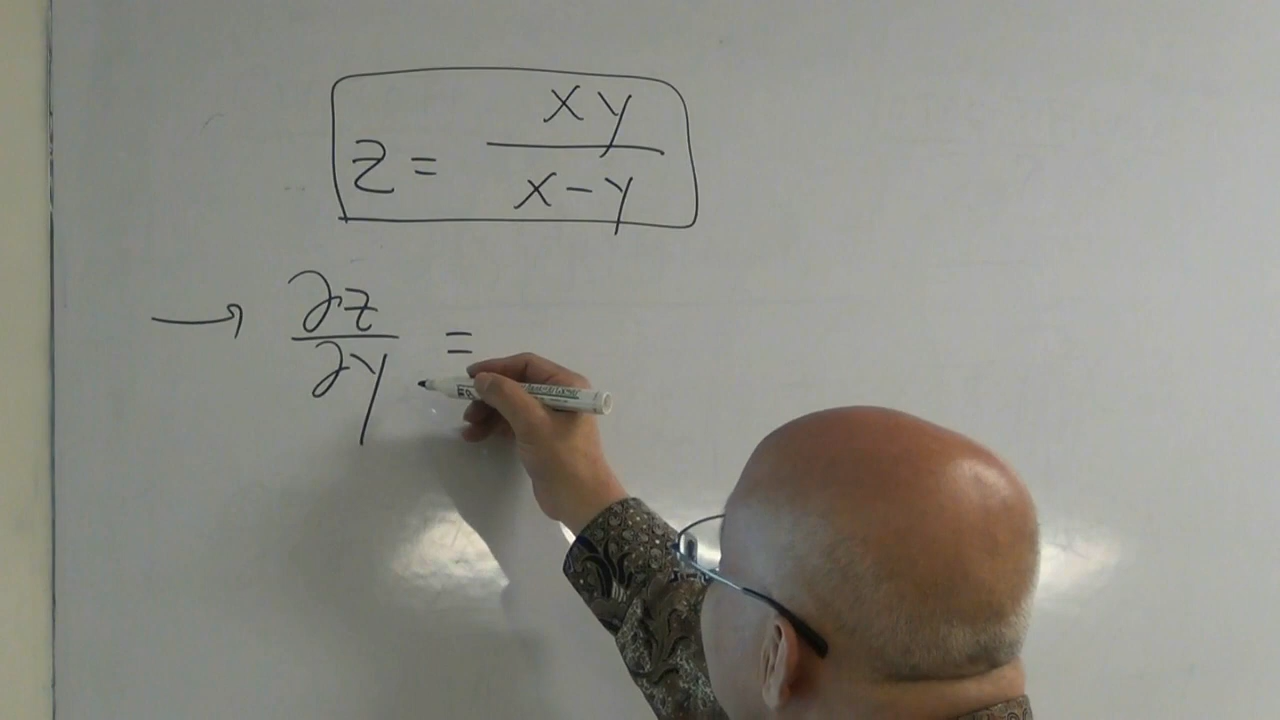 z = xy / x - y
→ ∂z / ∂y =